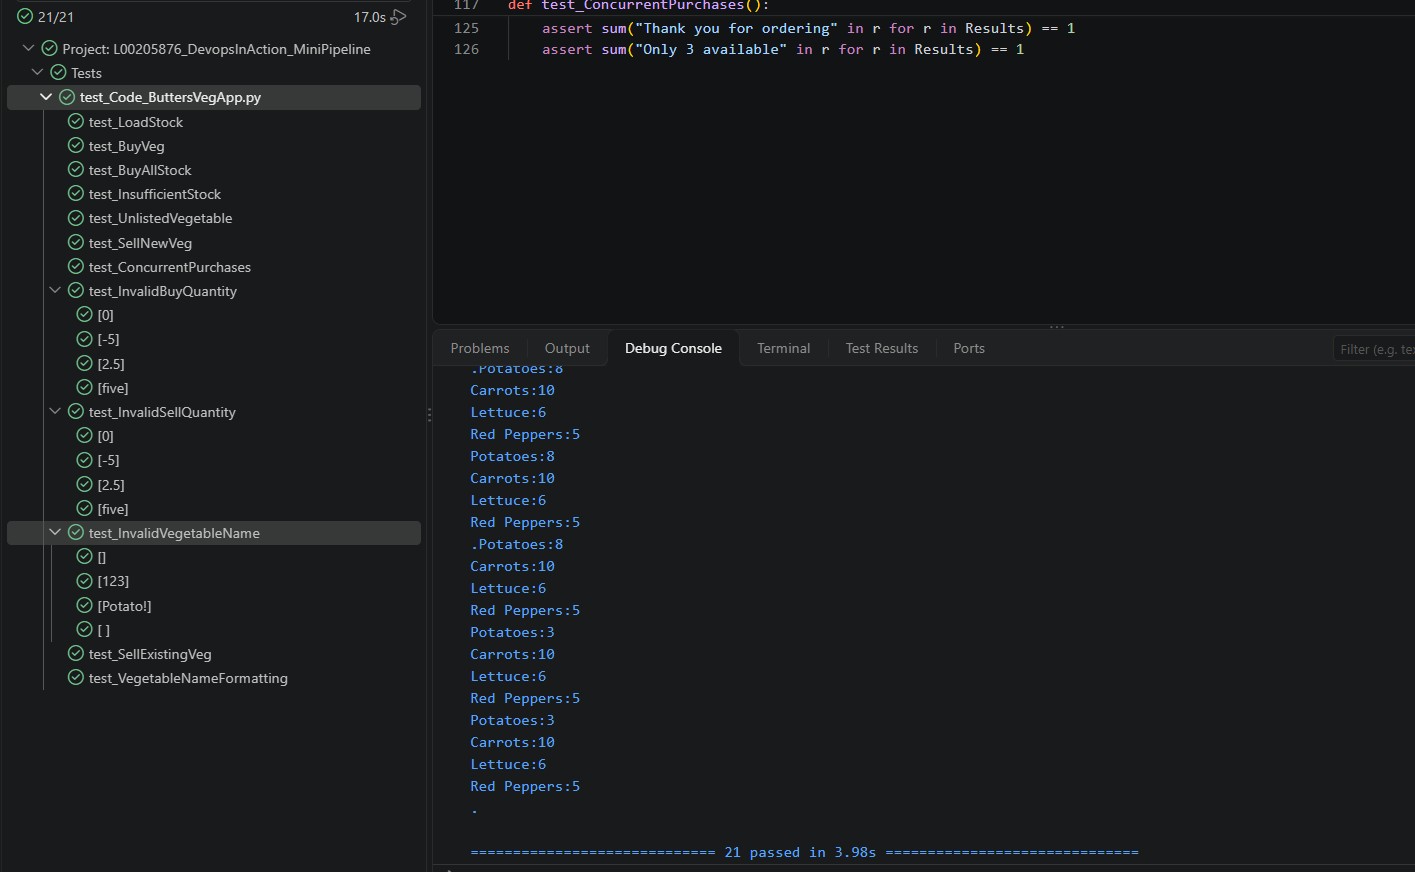 21/21 17.0s
Project: L00205876_DevopsInAction_MiniPipeline
Tests
test_Code_ButtersVegApp.py
test_LoadStock
test_BuyVeg
test_BuyAllStock
test_InsufficientStock
test_UnlistedVegetable
test_SellNewVeg
test_ConcurrentPurchases
test_InvalidBuyQuantity
[0]
[-5]
[2.5]
[five]
test_InvalidSellQuantity
[0]
[-5]
[2.5]
[five]
test_InvalidVegetableName
[]
[123]
[Potato!]
[ ]
test_SellExistingVeg
test_VegetableNameFormatting
117 def test_ConcurrentPurchases():
125 assert sum("Thank you for ordering" in r for r in Results) == 1
126 assert sum("Only 3 available" in r for r in Results) == 1
Problems Output Debug Console Terminal Test Results Ports Filter (e.g. tex
.Potatoes:8
Carrots:10
Lettuce:6
Red Peppers:5
Potatoes:8
Carrots:10
Lettuce:6
Red Peppers:5
.Potatoes:8
Carrots:10
Lettuce:6
Red Peppers:5
Potatoes:3
Carrots:10
Lettuce:6
Red Peppers:5
Potatoes:3
Carrots:10
Lettuce:6
Red Peppers:5
.
============================= 21 passed in 3.98s ==============================